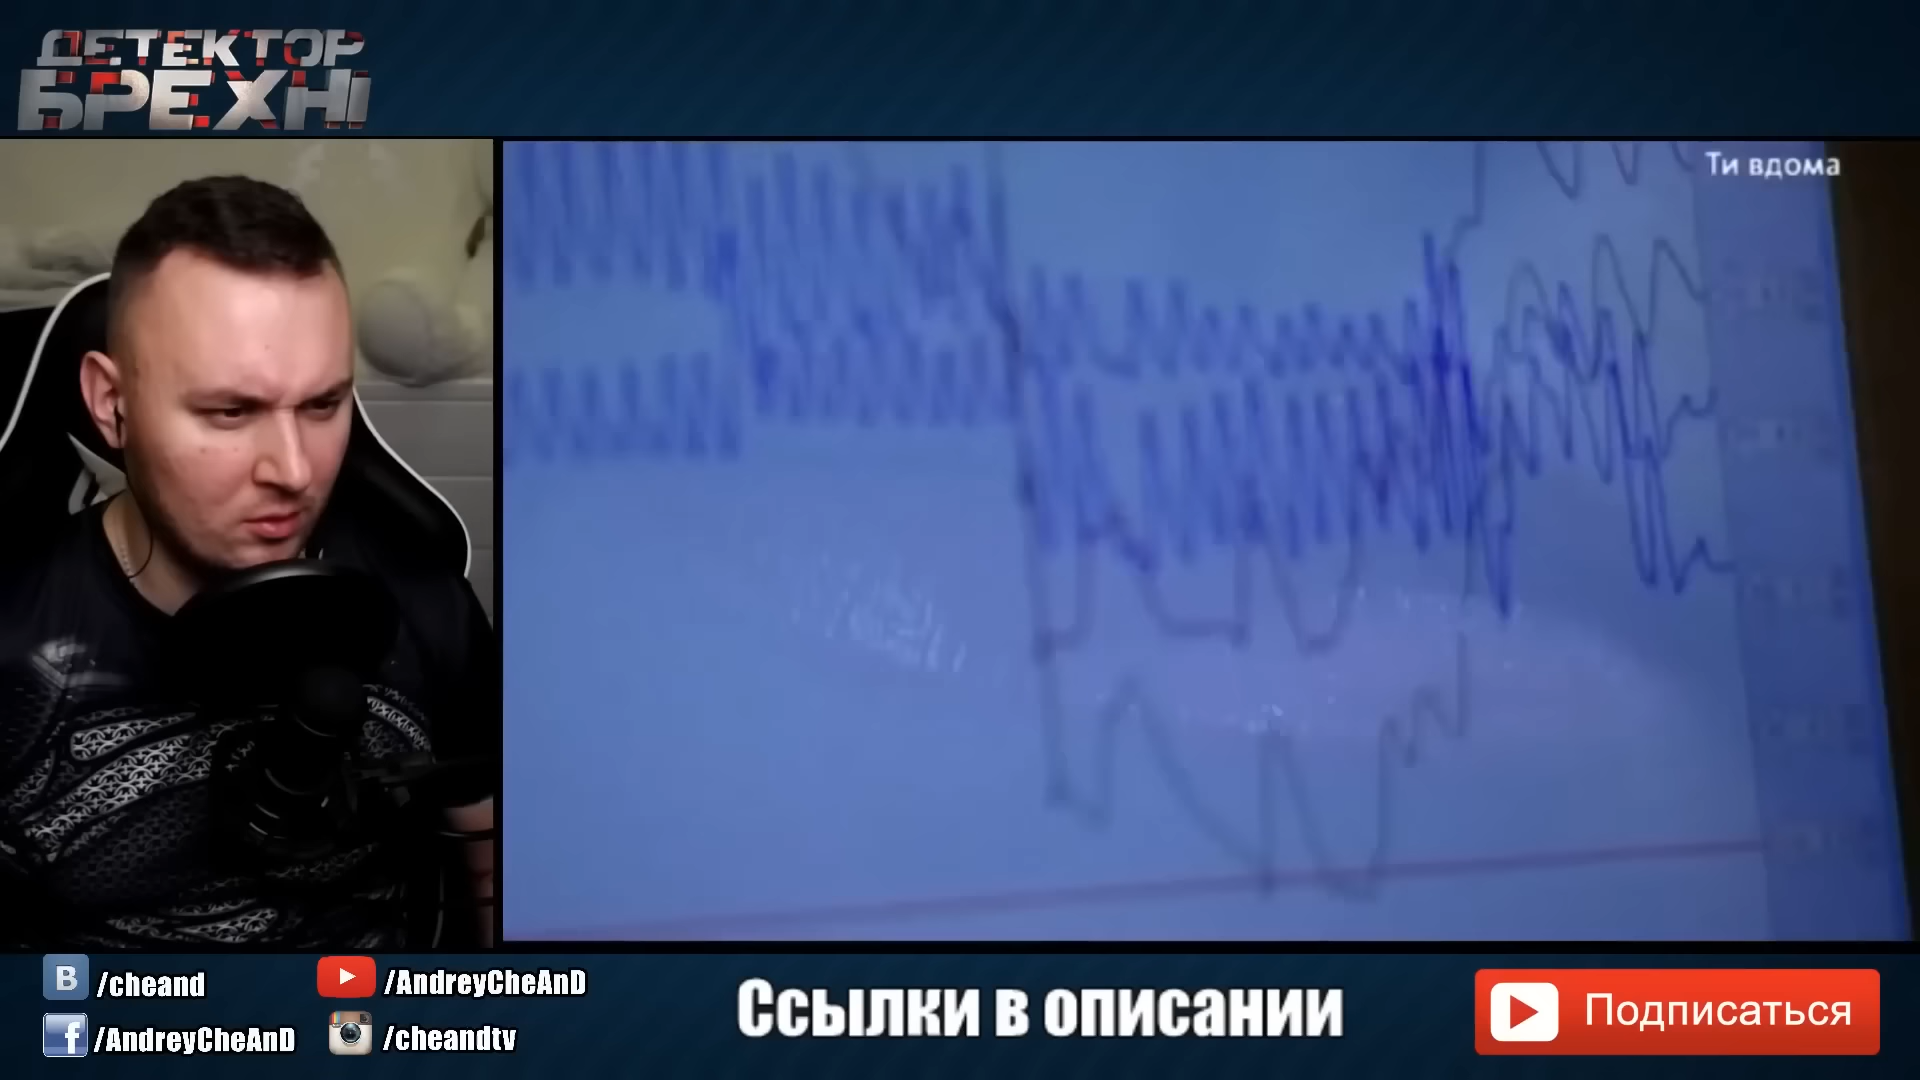 ДЕТЕКТОР
БРЕХНІ
Ти вдома
B /cheand
/AndreyCheAnD
f /AndreyCheAnD
/cheandtv
Ссылки в описании
Подписаться